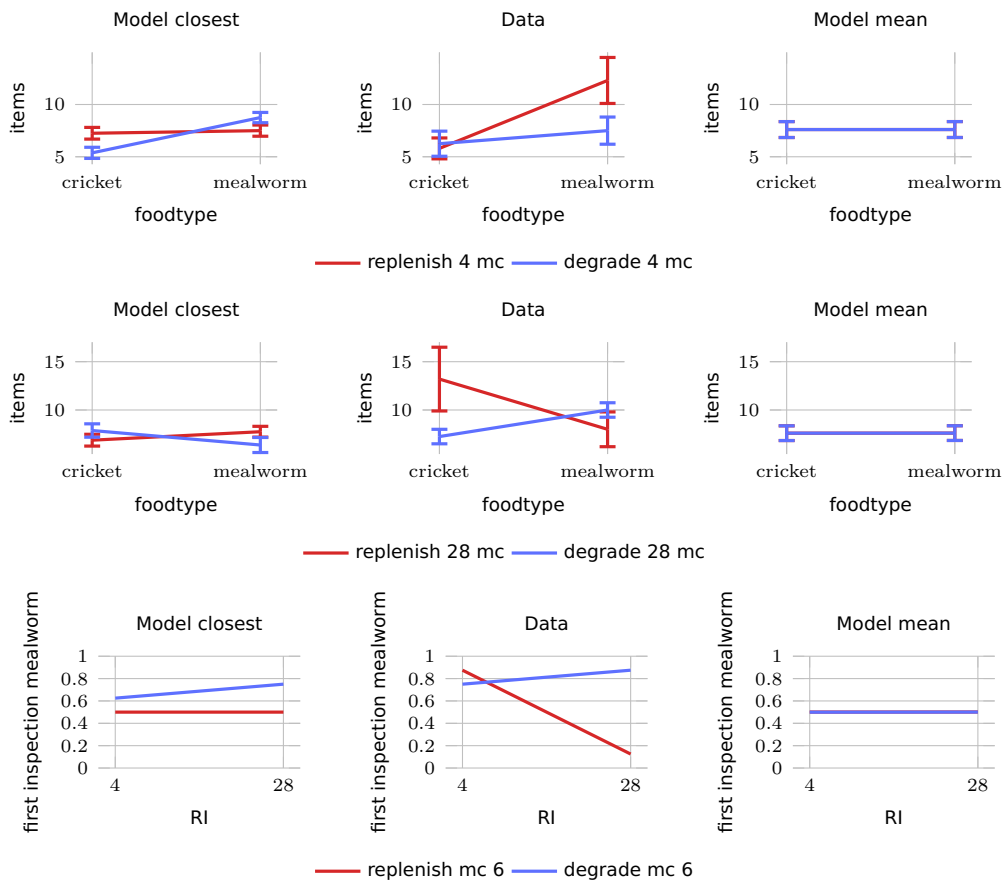 Model closest
Data
Model mean
items
10
5
cricket
mealworm
foodtype
items
10
5
cricket
mealworm
foodtype
items
10
5
cricket
mealworm
foodtype
replenish 4 mc
degrade 4 mc
Model closest
Data
Model mean
items
15
10
cricket
mealworm
foodtype
items
15
10
cricket
mealworm
foodtype
items
15
10
cricket
mealworm
foodtype
replenish 28 mc
degrade 28 mc
Model closest
Data
Model mean
first inspection mealworm
1
0.8
0.6
0.4
0.2
0
4
28
RI
first inspection mealworm
1
0.8
0.6
0.4
0.2
0
4
28
RI
first inspection mealworm
1
0.8
0.6
0.4
0.2
0
4
28
RI
replenish mc 6
degrade mc 6